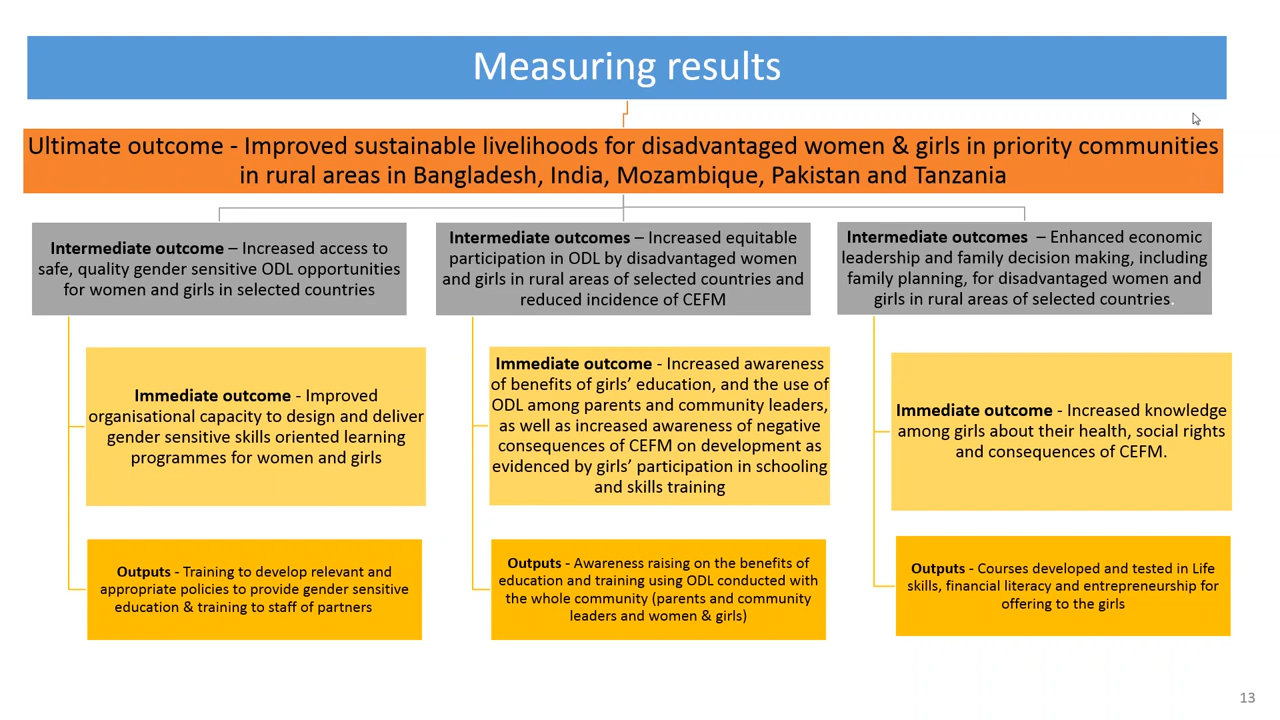 Measuring results
Ultimate outcome - Improved sustainable livelihoods for disadvantaged women & girls in priority communities
in rural areas in Bangladesh, India, Mozambique, Pakistan and Tanzania
Intermediate outcome – Increased access to
safe, quality gender sensitive ODL opportunities
for women and girls in selected countries
Immediate outcome - Improved
organisational capacity to design and deliver
gender sensitive skills oriented learning
programmes for women and girls
Outputs - Training to develop relevant and
appropriate policies to provide gender sensitive
education & training to staff of partners
Intermediate outcomes – Increased equitable
participation in ODL by disadvantaged women
and girls in rural areas of selected countries and
reduced incidence of CEFM
Immediate outcome - Increased awareness
of benefits of girls’ education, and the use of
ODL among parents and community leaders,
as well as increased awareness of negative
consequences of CEFM on development as
evidenced by girls’ participation in schooling
and skills training
Outputs - Awareness raising on the benefits of
education and training using ODL conducted with
the whole community (parents and community
leaders and women & girls)
Intermediate outcomes – Enhanced economic
leadership and family decision making, including
family planning, for disadvantaged women and
girls in rural areas of selected countries.
Immediate outcome - Increased knowledge
among girls about their health, social rights
and consequences of CEFM.
Outputs - Courses developed and tested in Life
skills, financial literacy and entrepreneurship for
offering to the girls
13